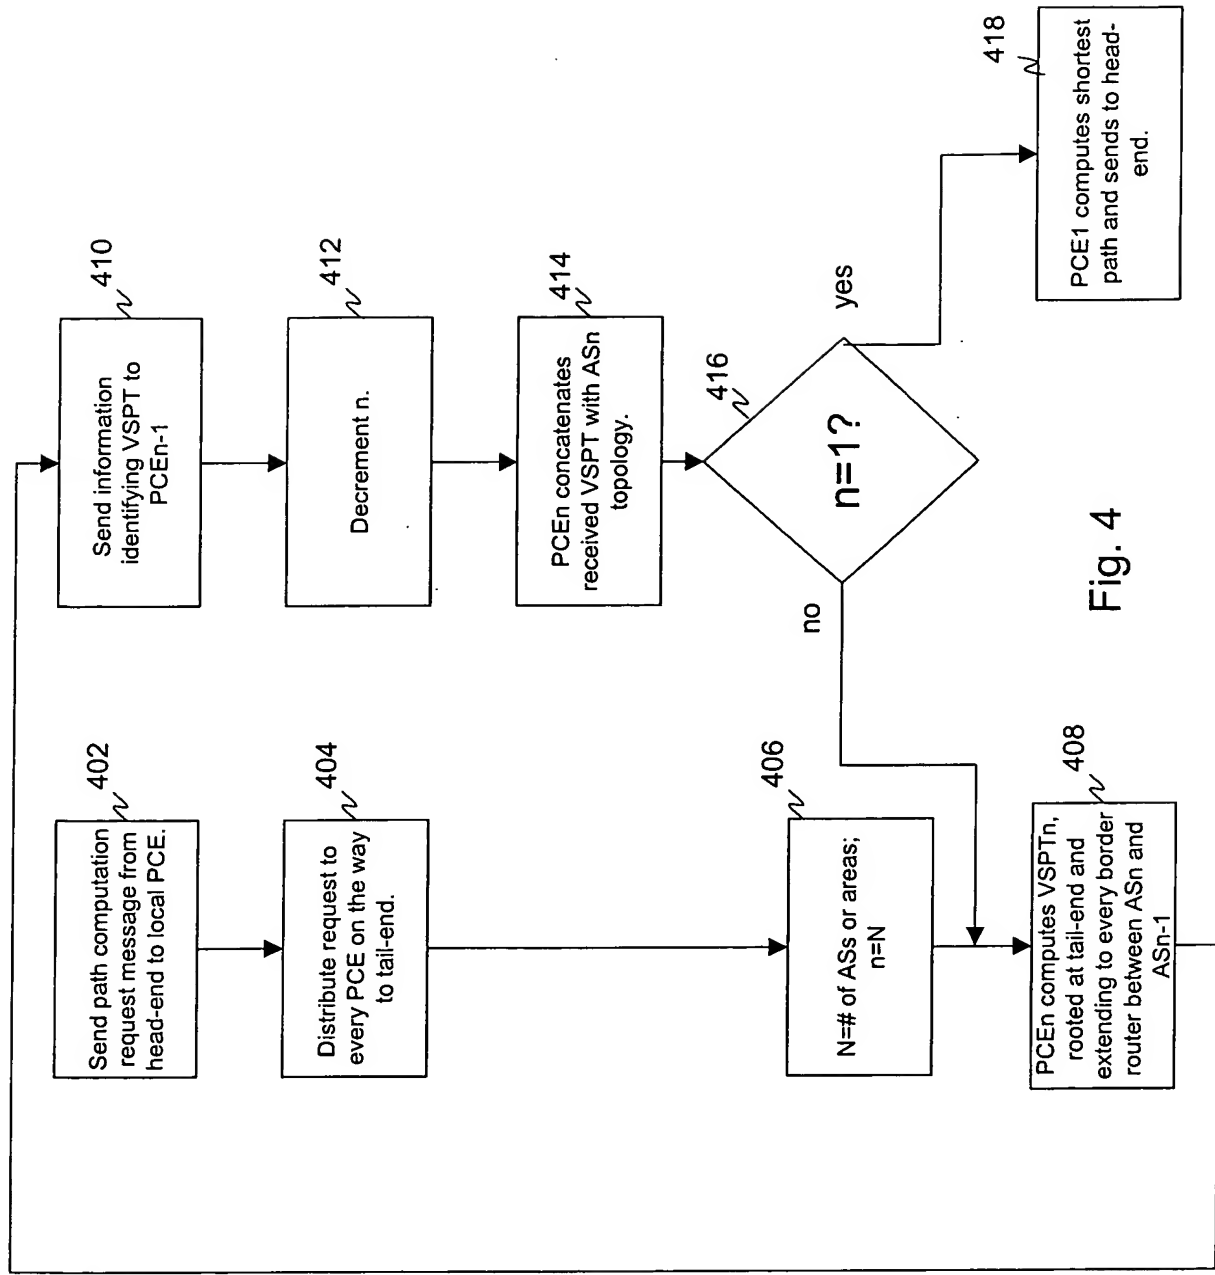 402
Send path computation
request message from
head-end to local PCE.
404
Distribute request to
every PCE on the way
to tail-end.
406
N=# of ASs or areas;
n=N
408
PCEn computes VSPTn,
rooted at tail-end and
extending to every border
router between ASn and
ASn-1
410
Send information
identifying VSPT to
PCEn-1
412
Decrement n.
414
PCEn concatenates
received VSPT with ASn
topology.
416
n=1?
no
yes
418
PCE1 computes shortest
path and sends to head-
end.
Fig. 4